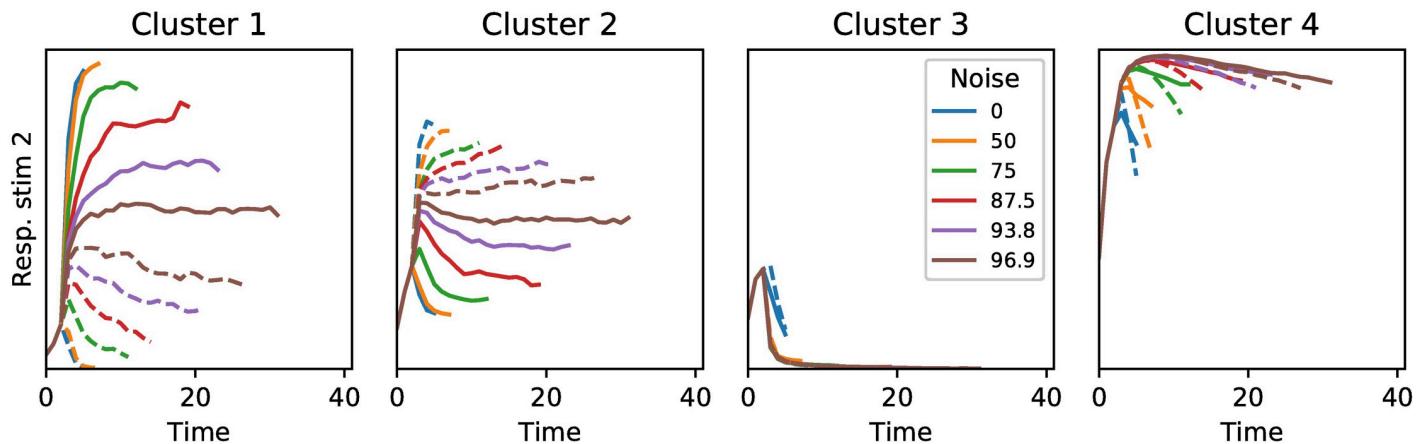 Cluster 1
Cluster 2
Cluster 3
Cluster 4
Resp. stim 2
Noise
0
50
75
87.5
93.8
96.9
0 20 40
0 20 40
0 20 40
0 20 40
Time
Time
Time
Time